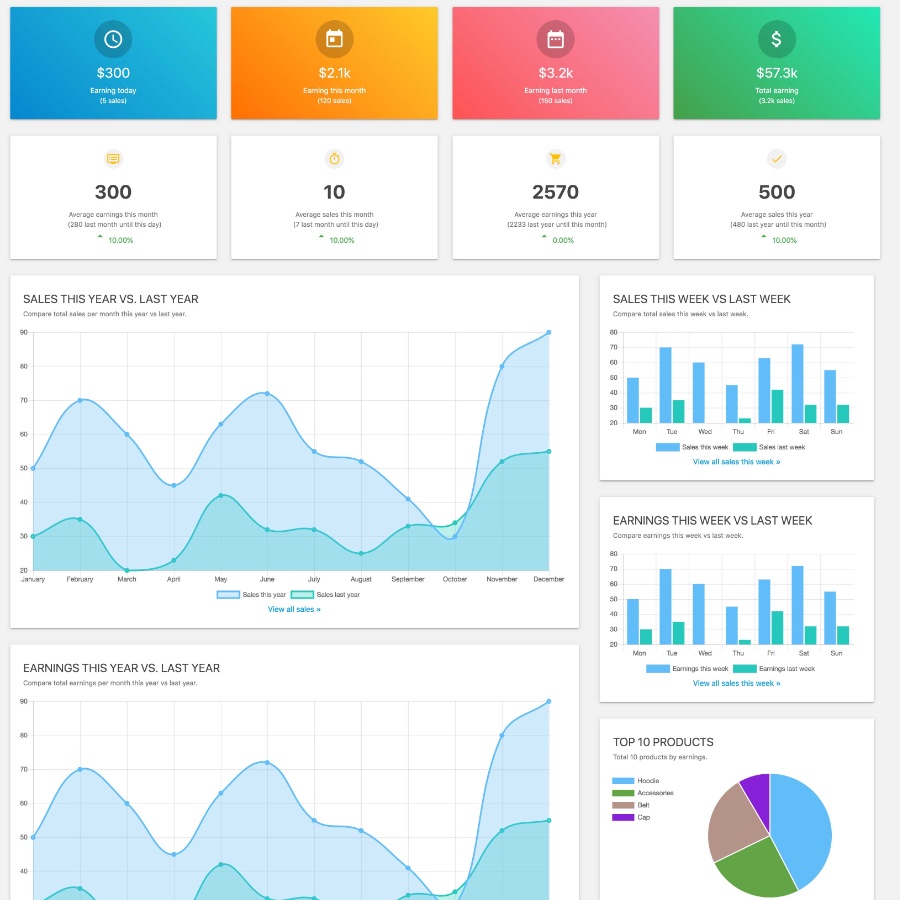 $300
Earning today
(5 sales)
$2.1k
Earning this month
(120 sales)
$3.2k
Earning last month
(150 sales)
$57.3k
Total earning
(3.2k sales)
300
Average earnings this month
(280 last month until this day)
10.00%
10
Average sales this month
(7 last month until this day)
10.00%
2570
Average earnings this year
(2233 last year until this month)
0.00%
500
Average sales this year
(480 last year until this month)
10.00%
SALES THIS YEAR VS. LAST YEAR
Compare total sales per month this year vs last year.
90
80
70
60
50
40
30
20
January February March April May June July August September October November December
Sales this year Sales last year
View all sales »
SALES THIS WEEK VS LAST WEEK
Compare total sales this week vs last week.
80
70
60
50
40
30
20
Mon Tue Wed Thu Fri Sat Sun
Sales this week Sales last week
View all sales this week »
EARNINGS THIS WEEK VS LAST WEEK
Compare earnings this week vs last week.
80
70
60
50
40
30
20
Mon Tue Wed Thu Fri Sat Sun
Earnings this week Earnings last week
View all sales this week »
EARNINGS THIS YEAR VS. LAST YEAR
Compare total earnings per month this year vs last year.
90
80
70
60
50
40
TOP 10 PRODUCTS
Total 10 products by earnings.
Hoodie
Accessories
Belt
Cap